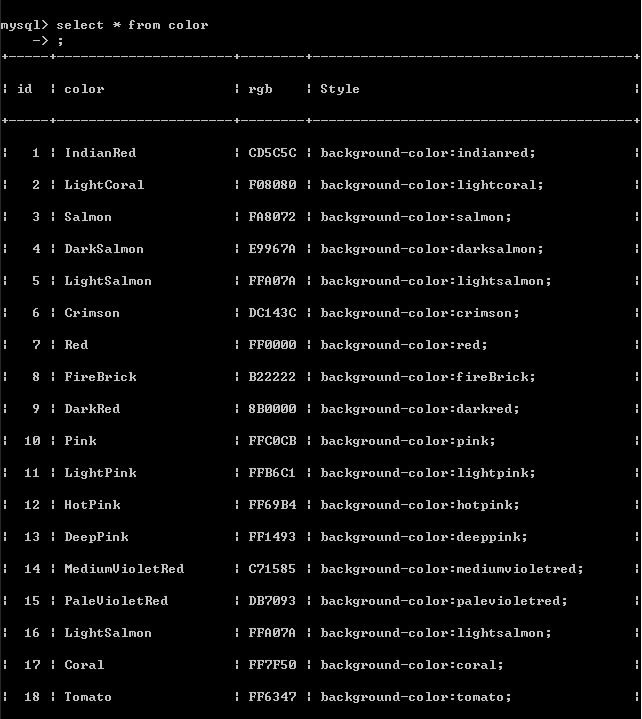 mysql> select * from color
    -> ;
+-----+----------------------+--------+----------------------------------------+
| id  | color                | rgb    | Style                                  |
+-----+----------------------+--------+----------------------------------------+
|   1 | IndianRed            | CD5C5C | background-color:indianred;            |
|   2 | LightCoral           | F08080 | background-color:lightcoral;           |
|   3 | Salmon               | FA8072 | background-color:salmon;               |
|   4 | DarkSalmon           | E9967A | background-color:darksalmon;           |
|   5 | LightSalmon          | FFA07A | background-color:lightsalmon;          |
|   6 | Crimson              | DC143C | background-color:crimson;              |
|   7 | Red                  | FF0000 | background-color:red;                  |
|   8 | FireBrick            | B22222 | background-color:fireBrick;            |
|   9 | DarkRed              | 8B0000 | background-color:darkred;              |
|  10 | Pink                 | FFC0CB | background-color:pink;                 |
|  11 | LightPink            | FFB6C1 | background-color:lightpink;            |
|  12 | HotPink              | FF69B4 | background-color:hotpink;              |
|  13 | DeepPink             | FF1493 | background-color:deeppink;             |
|  14 | MediumVioletRed      | C71585 | background-color:mediumvioletred;      |
|  15 | PaleVioletRed        | DB7093 | background-color:palevioletred;        |
|  16 | LightSalmon          | FFA07A | background-color:lightsalmon;          |
|  17 | Coral                | FF7F50 | background-color:coral;                |
|  18 | Tomato               | FF6347 | background-color:tomato;               |